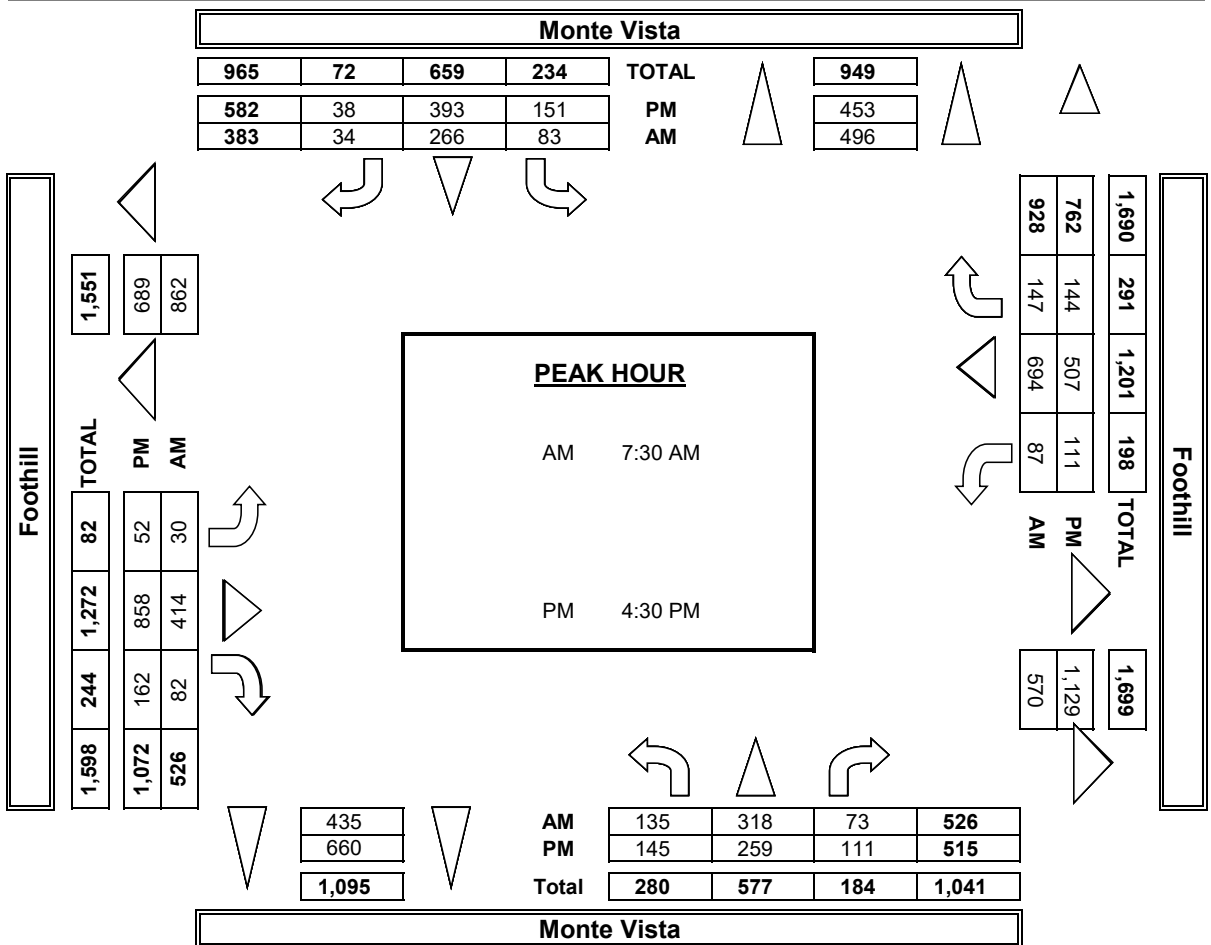 Monte Vista
965 72 659 234 TOTAL 949
582 38 393 151 PM 453
383 34 266 83 AM 496
Foothill
TOTAL 1,551
PM 689
AM 862
TOTAL 82 1,272 244 1,598
PM 52 858 162 1,072
AM 30 414 82 526
PEAK HOUR
AM 7:30 AM
PM 4:30 PM
1,690 291 1,201 198 TOTAL 1,699
762 144 507 111 PM 1,129
928 147 694 87 AM 570
Foothill
435 AM 135 318 73 526
660 PM 145 259 111 515
1,095 Total 280 577 184 1,041
Monte Vista